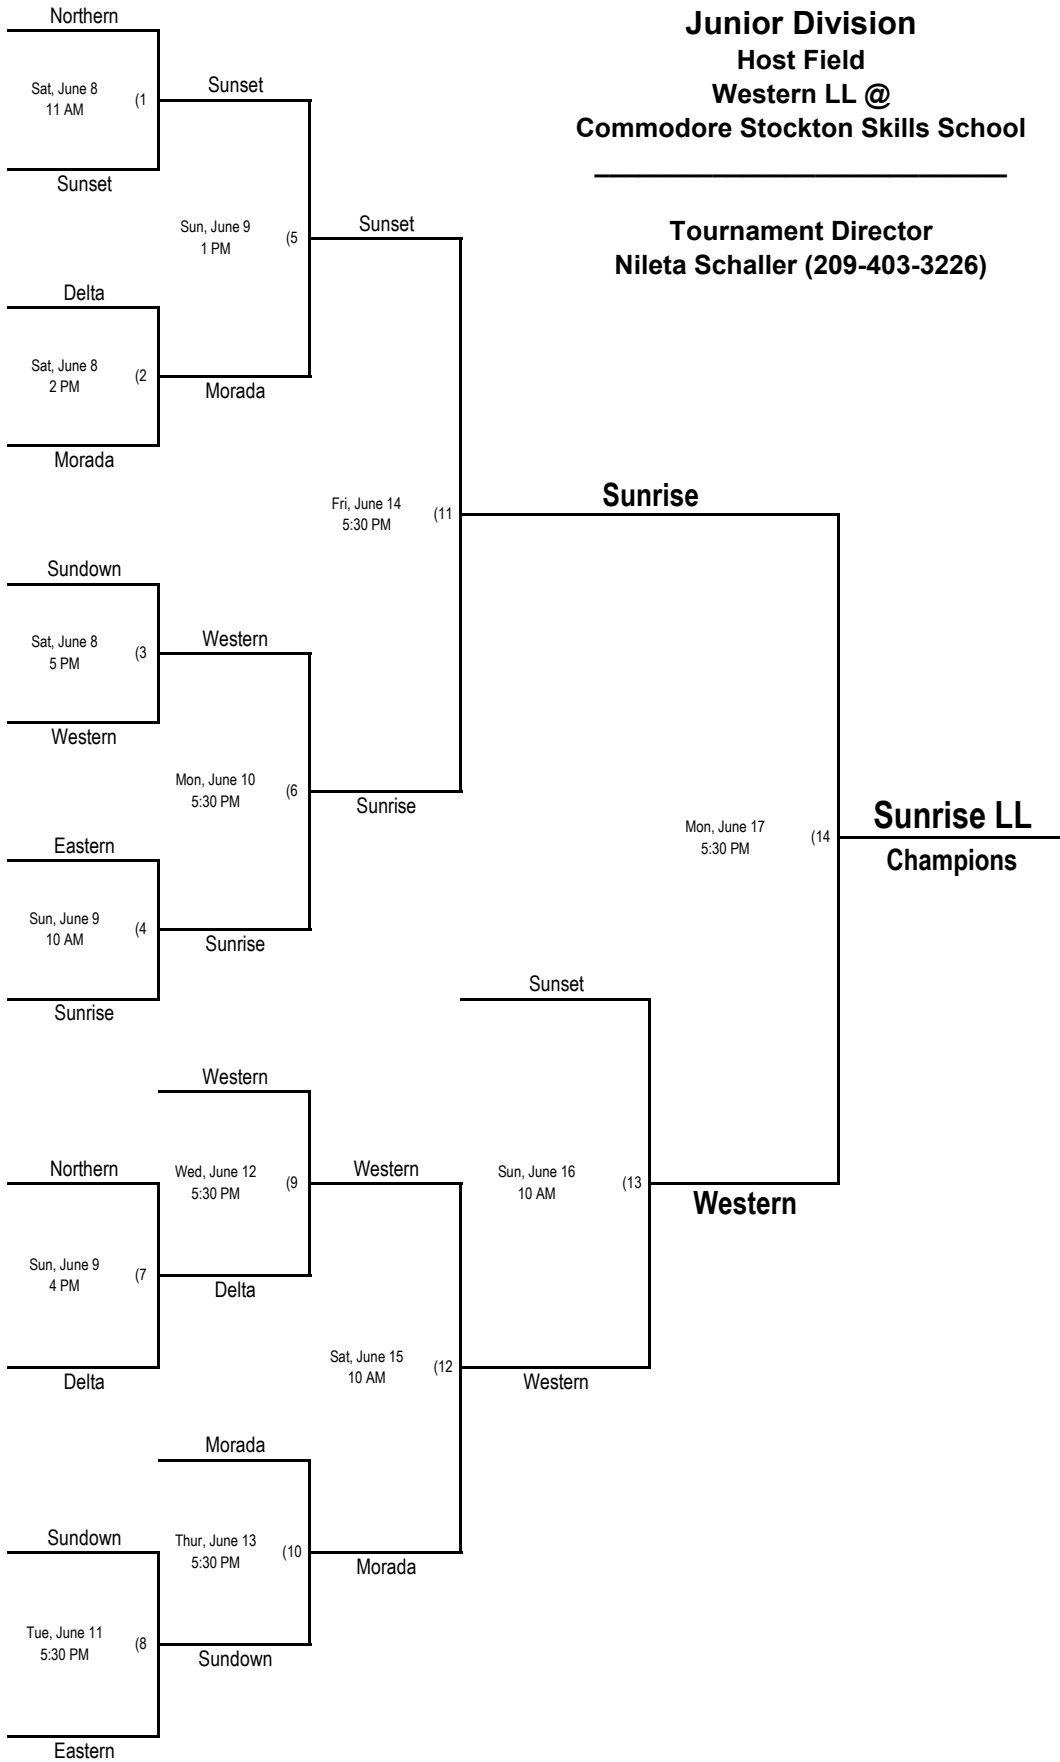 Northern
Junior Division
Host Field
Western LL @
Commodore Stockton Skills School
Tournament Director
Nileta Schaller (209-403-3226)
Sat, June 8
11 AM
(1
Sunset
Sunset
Sun, June 9
1 PM
(5
Sunset
Delta
Sat, June 8
2 PM
(2
Morada
Morada
Fri, June 14
5:30 PM
(11
Sunrise
Sundown
Sat, June 8
5 PM
(3
Western
Western
Mon, June 10
5:30 PM
(6
Sunrise
Eastern
Sun, June 9
10 AM
(4
Sunrise
Sunrise
Mon, June 17
5:30 PM
(14
Sunrise LL
Champions
Sunset
Western
Northern
Wed, June 12
5:30 PM
(9
Western
Sun, June 16
10 AM
(13
Western
Sun, June 9
4 PM
(7
Delta
Delta
Sat, June 15
10 AM
(12
Western
Morada
Sundown
Thur, June 13
5:30 PM
(10
Morada
Tue, June 11
5:30 PM
(8
Sundown
Eastern